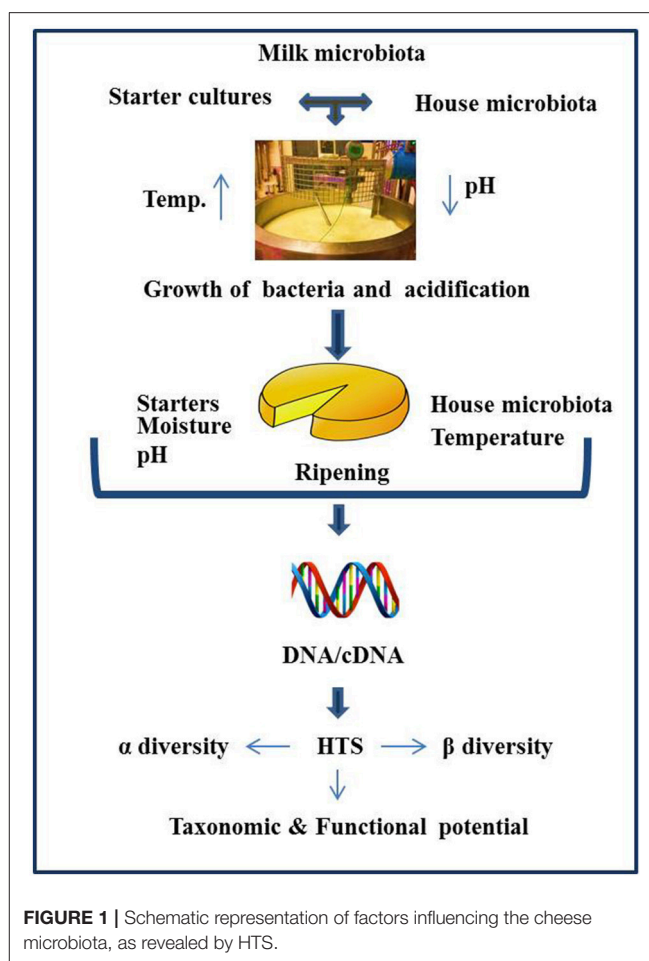 Milk microbiota
Starter cultures
House microbiota
Temp.
pH
Growth of bacteria and acidification
Starters
Moisture
pH
House microbiota
Temperature
Ripening
DNA/cDNA
α diversity
HTS
β diversity
Taxonomic & Functional potential
FIGURE 1 | Schematic representation of factors influencing the cheese
microbiota, as revealed by HTS.